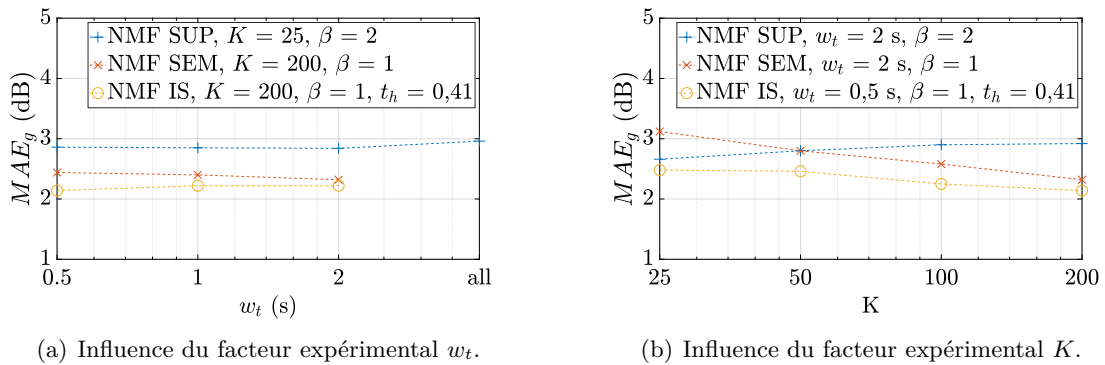 5
4
3
2
1
MAE_g (dB)
NMF SUP, K = 25, β = 2
NMF SEM, K = 200, β = 1
NMF IS, K = 200, β = 1, t_h = 0,41
0.5 1 2 all
w_t (s)
(a) Influence du facteur expérimental w_t.
5
4
3
2
1
MAE_g (dB)
NMF SUP, w_t = 2 s, β = 2
NMF SEM, w_t = 2 s, β = 1
NMF IS, w_t = 0,5 s, β = 1, t_h = 0,41
25 50 100 200
K
(b) Influence du facteur expérimental K.